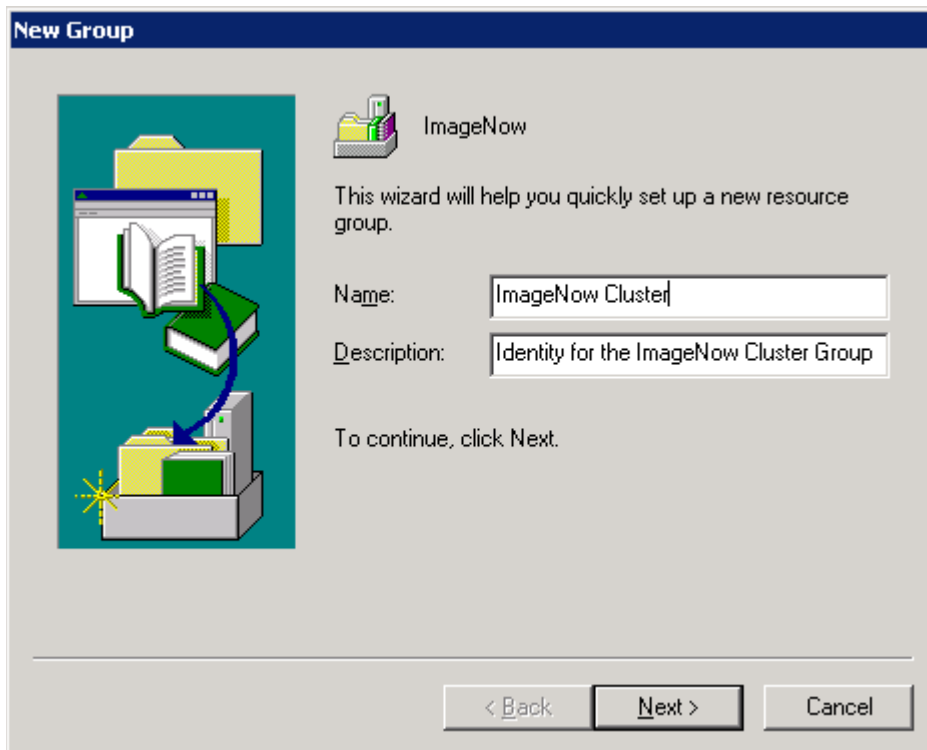 New Group
ImageNow
This wizard will help you quickly set up a new resource
group.
Name: ImageNow Cluster
Description: Identity for the ImageNow Cluster Group
To continue, click Next.
< Back Next > Cancel